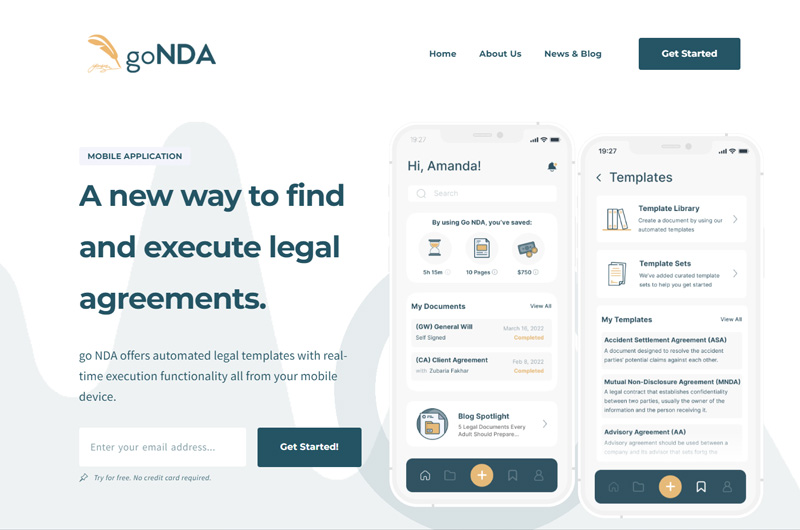 goNDA
Home About Us News & Blog Get Started
MOBILE APPLICATION
A new way to find
and execute legal
agreements.
go NDA offers automated legal templates with real-
time execution functionality all from your mobile
device.
Enter your email address...
Get Started!
Try for free. No credit card required.
19:27
Hi, Amanda!
Search
By using Go NDA, you've saved:
5h 15m 10 Pages $750
My Documents View All
(GW) General Will March 16, 2022
Self Signed Completed
(CA) Client Agreement Feb 8, 2022
with Zubaria Fakhar Completed
Blog Spotlight
5 Legal Documents Every
Adult Should Prepare...
19:27
Templates
Template Library
Create a document by using our
automated templates
Template Sets
We've added curated template
sets to help you get started
My Templates View All
Accident Settlement Agreement (ASA)
A document designed to resolve the accident
parties' potential claims against each other.
Mutual Non-Disclosure Agreement (MNDA)
A legal contract that establishes confidentiality
between two parties, usually the owner of the
information and the person receiving it.
Advisory Agreement (AA)
Advisory agreement should be used between a
company and its advisor that sets forth the